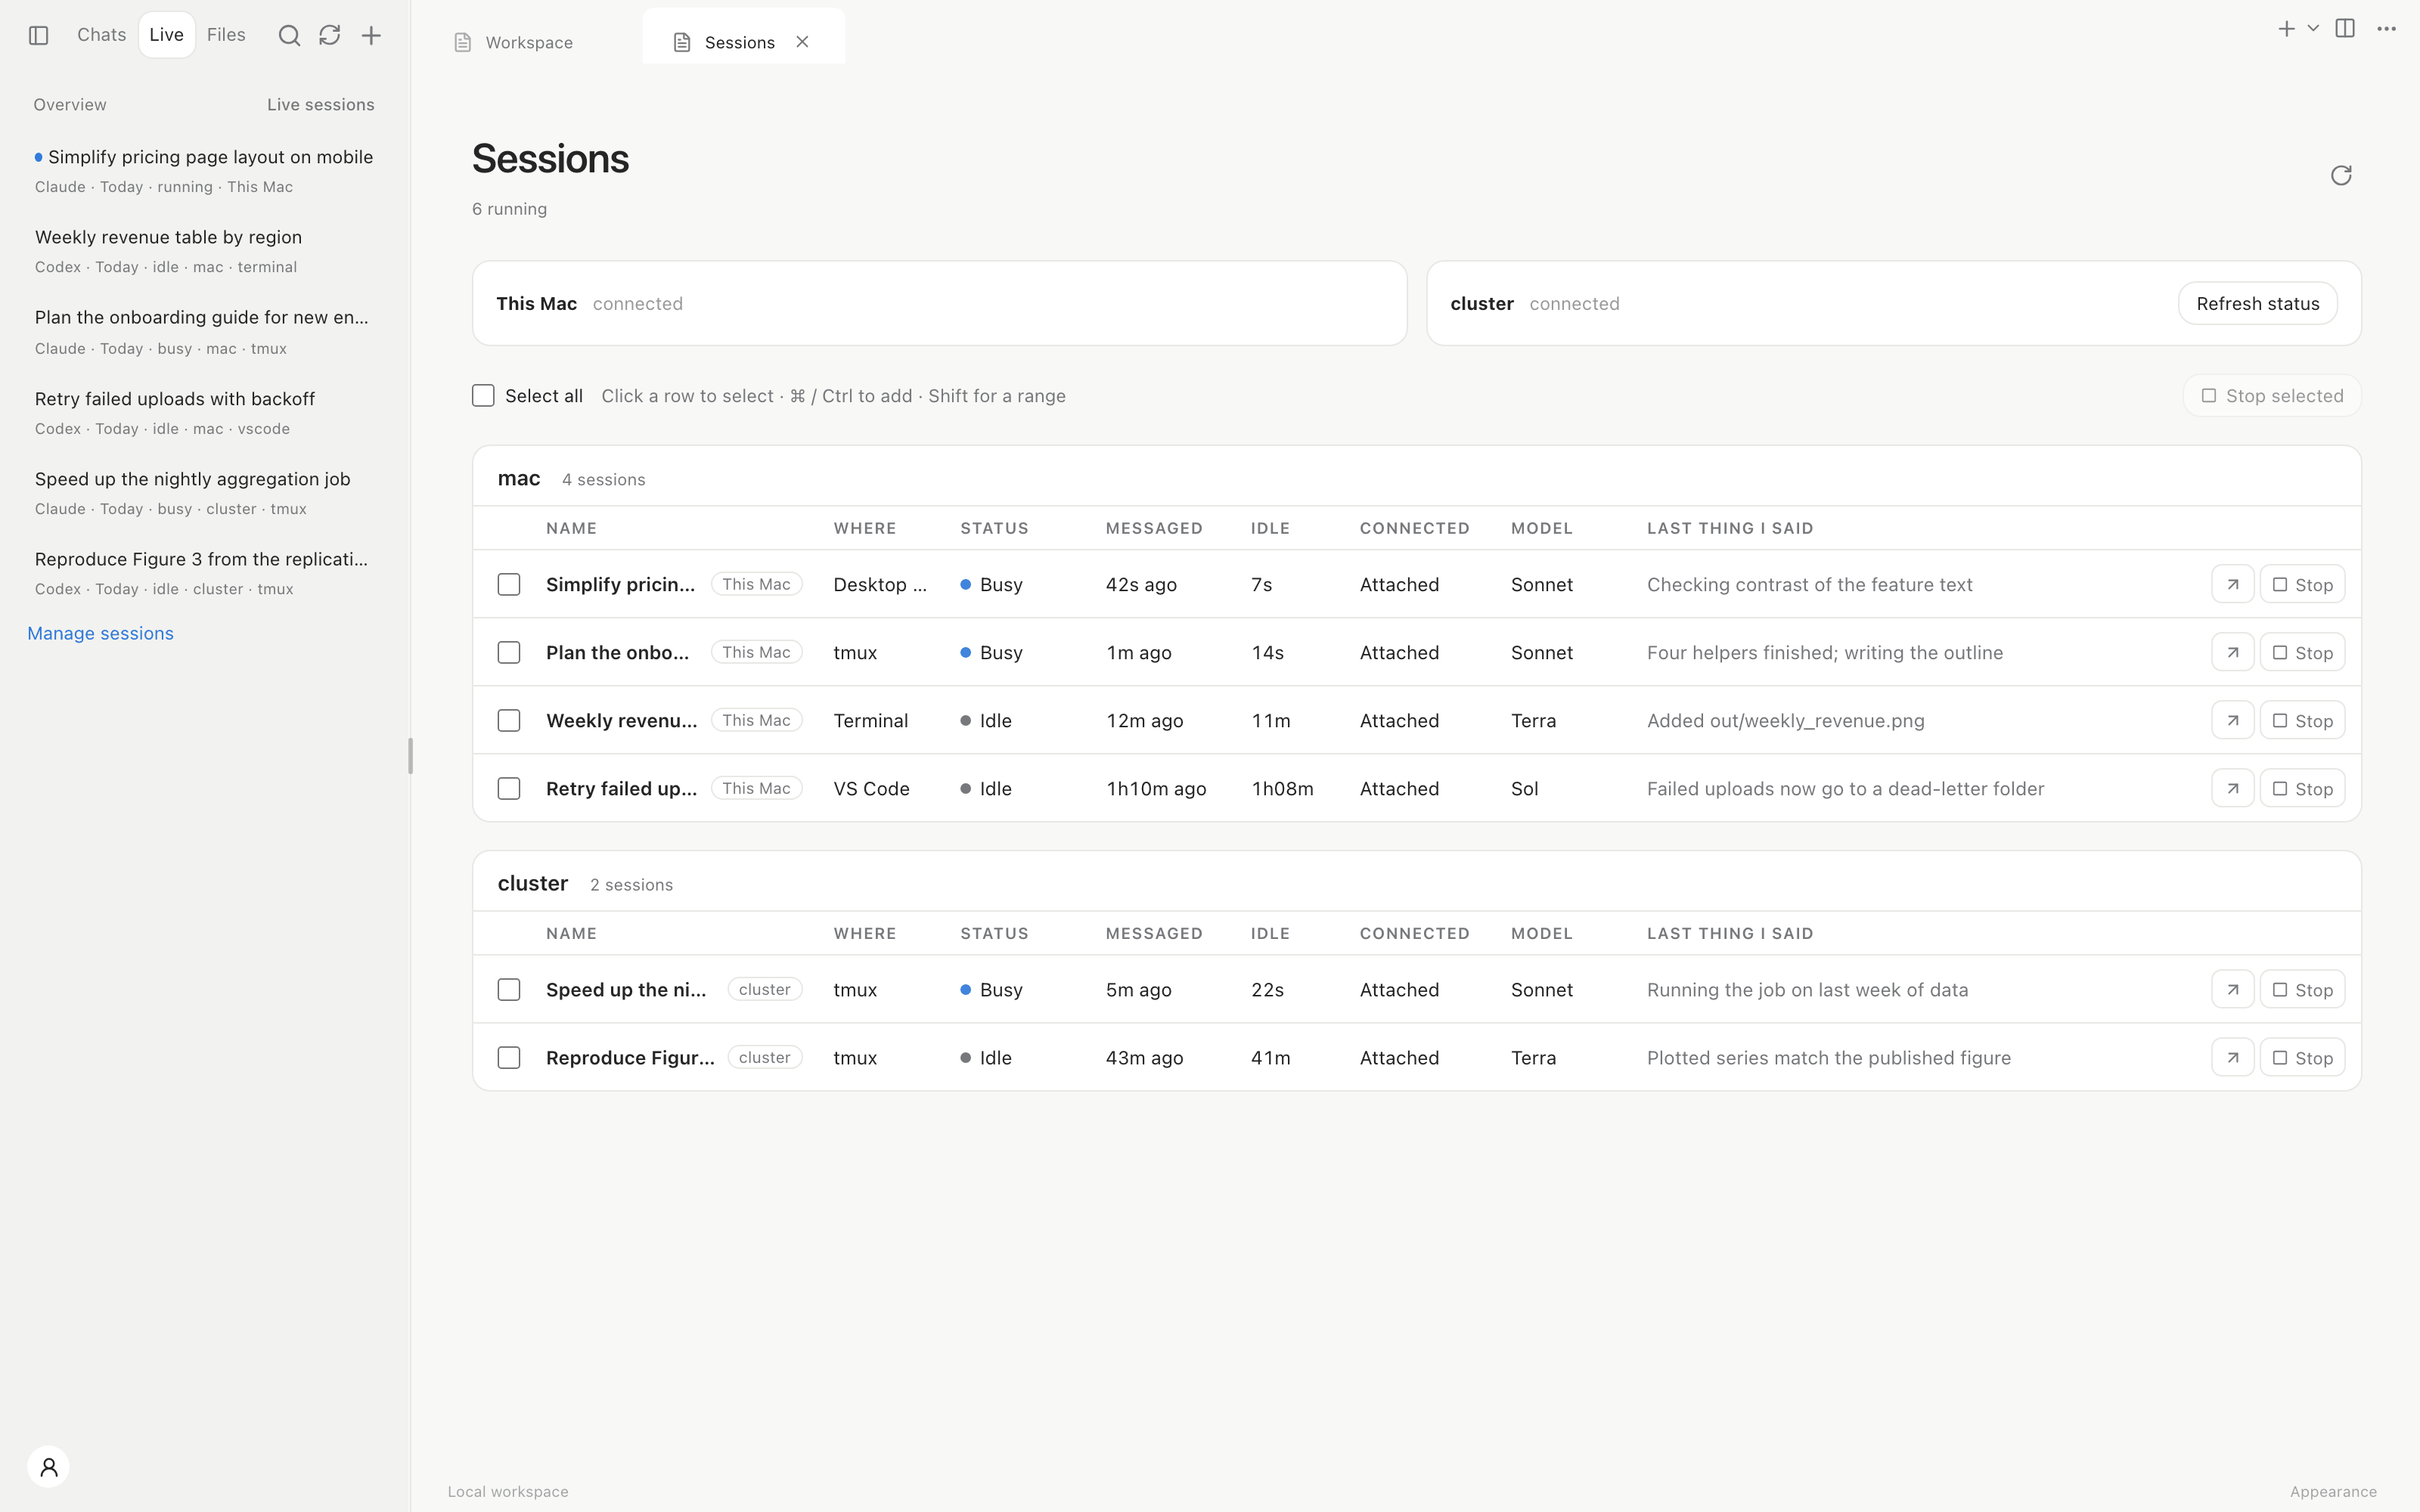 Chats Live Files
Overview Live sessions
Simplify pricing page layout on mobile
Claude · Today · running · This Mac
Weekly revenue table by region
Codex · Today · idle · mac · terminal
Plan the onboarding guide for new en...
Claude · Today · busy · mac · tmux
Retry failed uploads with backoff
Codex · Today · idle · mac · vscode
Speed up the nightly aggregation job
Claude · Today · busy · cluster · tmux
Reproduce Figure 3 from the replicati...
Codex · Today · idle · cluster · tmux
Manage sessions
Workspace Sessions
Sessions
6 running
This Mac connected
cluster connected Refresh status
Select all Click a row to select · ⌘ / Ctrl to add · Shift for a range Stop selected
mac 4 sessions
NAME WHERE STATUS MESSAGED IDLE CONNECTED MODEL LAST THING I SAID
Simplify pricin... This Mac Desktop ... Busy 42s ago 7s Attached Sonnet Checking contrast of the feature text Stop
Plan the onbo... This Mac tmux Busy 1m ago 14s Attached Sonnet Four helpers finished; writing the outline Stop
Weekly revenu... This Mac Terminal Idle 12m ago 11m Attached Terra Added out/weekly_revenue.png Stop
Retry failed up... This Mac VS Code Idle 1h10m ago 1h08m Attached Sol Failed uploads now go to a dead-letter folder Stop
cluster 2 sessions
NAME WHERE STATUS MESSAGED IDLE CONNECTED MODEL LAST THING I SAID
Speed up the ni... cluster tmux Busy 5m ago 22s Attached Sonnet Running the job on last week of data Stop
Reproduce Figur... cluster tmux Idle 43m ago 41m Attached Terra Plotted series match the published figure Stop
Local workspace Appearance